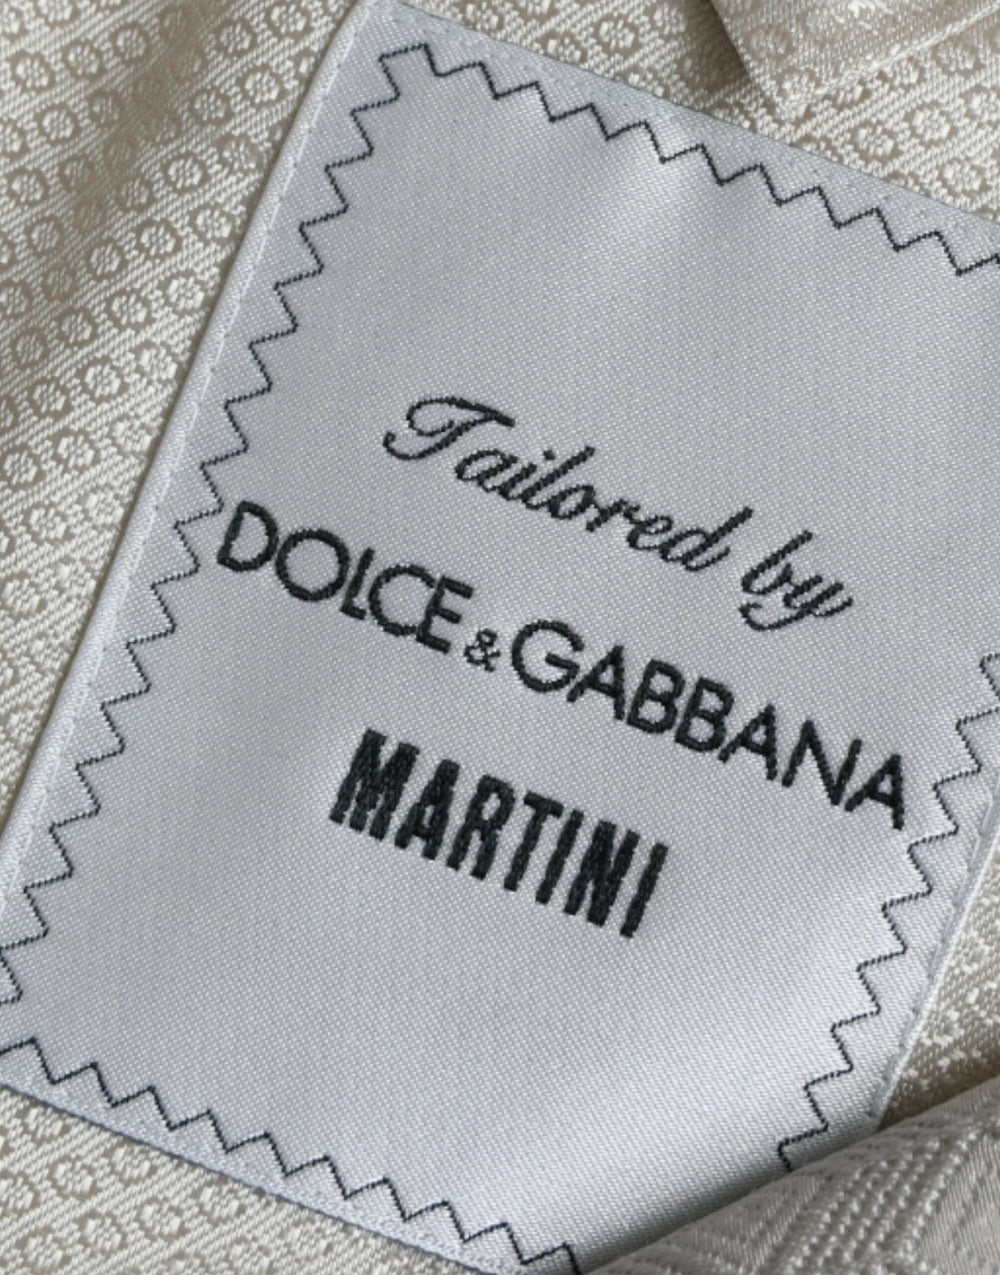 Tailored by
DOLCE & GABBANA
MARTINI